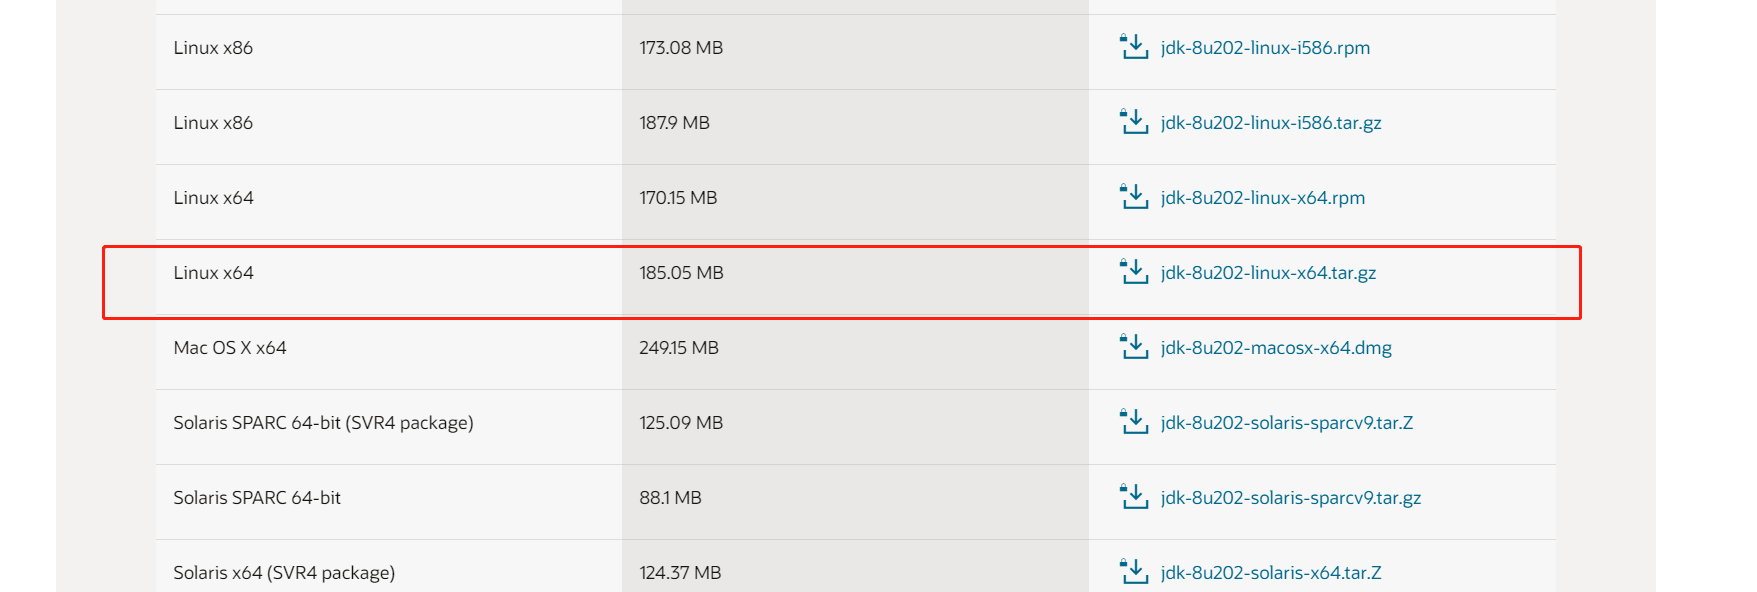 Linux x86 173.08 MB jdk-8u202-linux-i586.rpm
Linux x86 187.9 MB jdk-8u202-linux-i586.tar.gz
Linux x64 170.15 MB jdk-8u202-linux-x64.rpm
Linux x64 185.05 MB jdk-8u202-linux-x64.tar.gz
Mac OS X x64 249.15 MB jdk-8u202-macosx-x64.dmg
Solaris SPARC 64-bit (SVR4 package) 125.09 MB jdk-8u202-solaris-sparcv9.tar.Z
Solaris SPARC 64-bit 88.1 MB jdk-8u202-solaris-sparcv9.tar.gz
Solaris x64 (SVR4 package) 124.37 MB jdk-8u202-solaris-x64.tar.Z